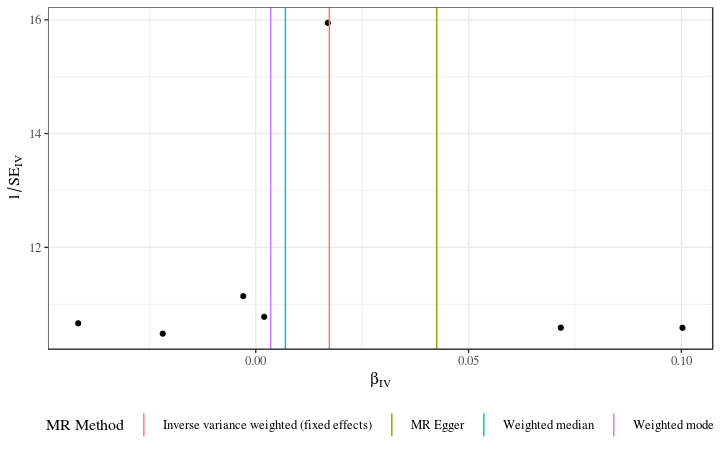 16
14
12
1/SE_IV
0.00 0.05 0.10
β_IV
MR Method Inverse variance weighted (fixed effects) MR Egger Weighted median Weighted mode